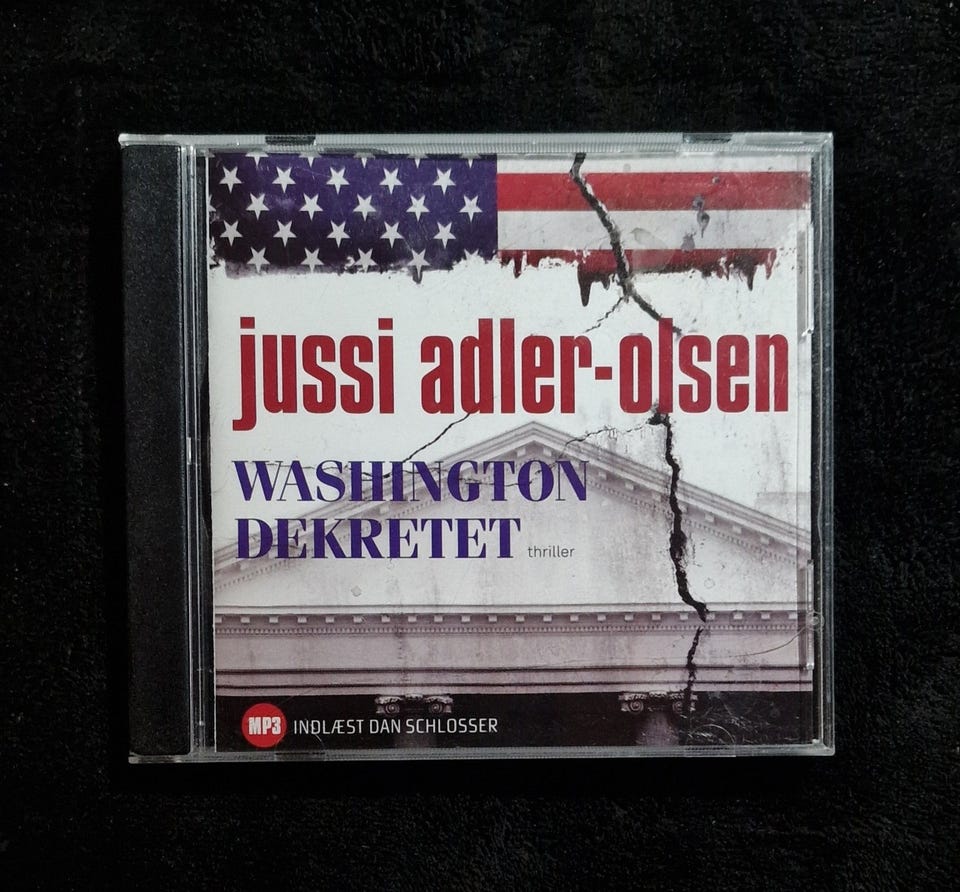 jussi adler-olsen
WASHINGTON
DEKRETET thriller
MP3 INDLÆST DAN SCHLOSSER